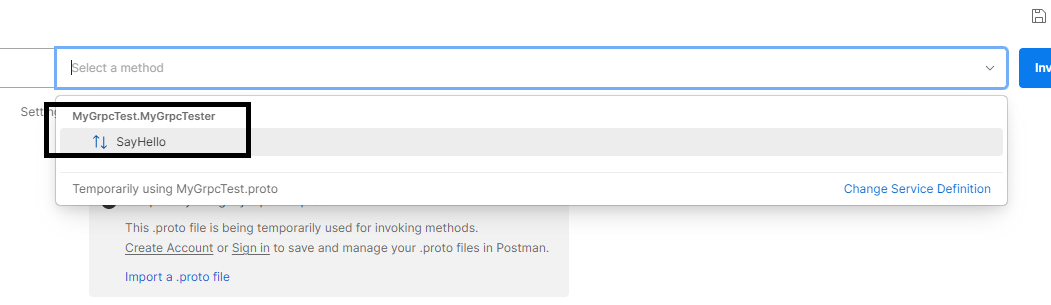 Select a method
Inv
Setting
MyGrpcTest.MyGrpcTester
SayHello
Temporarily using MyGrpcTest.proto
Change Service Definition
This .proto file is being temporarily used for invoking methods.
Create Account or Sign in to save and manage your .proto files in Postman.
Import a .proto file